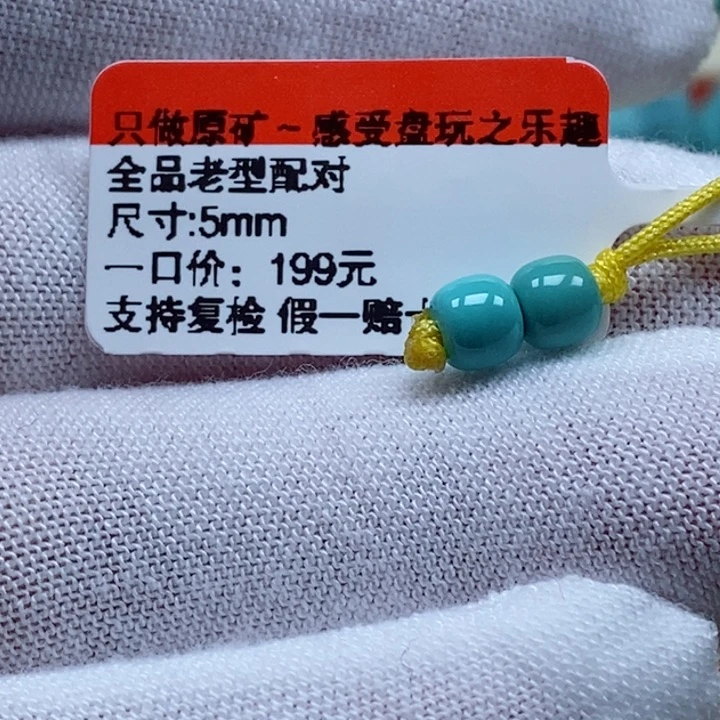 只做原矿~感受盘玩之乐趣
全品老型配对
尺寸:5mm
一口价：199元
支持复检 假一赔